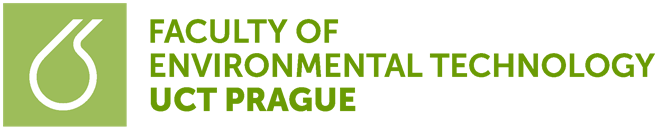 FACULTY OF
ENVIRONMENTAL TECHNOLOGY
UCT PRAGUE